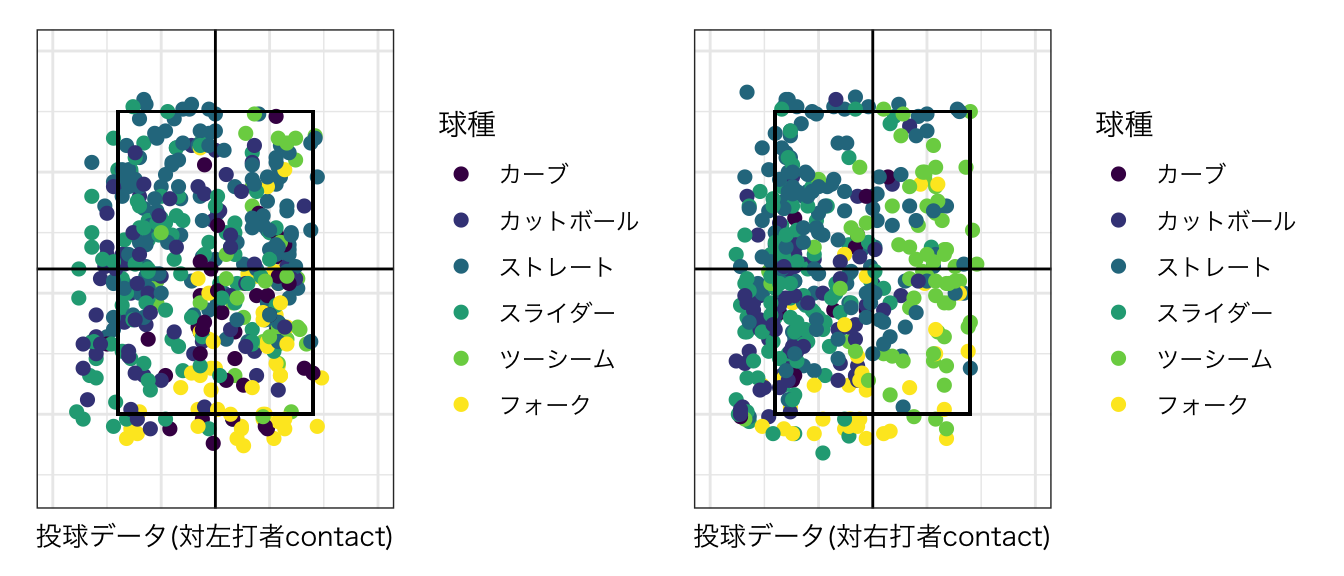 球種
カーブ
カットボール
ストレート
スライダー
ツーシーム
フォーク
投球データ(対左打者contact)
球種
カーブ
カットボール
ストレート
スライダー
ツーシーム
フォーク
投球データ(対右打者contact)